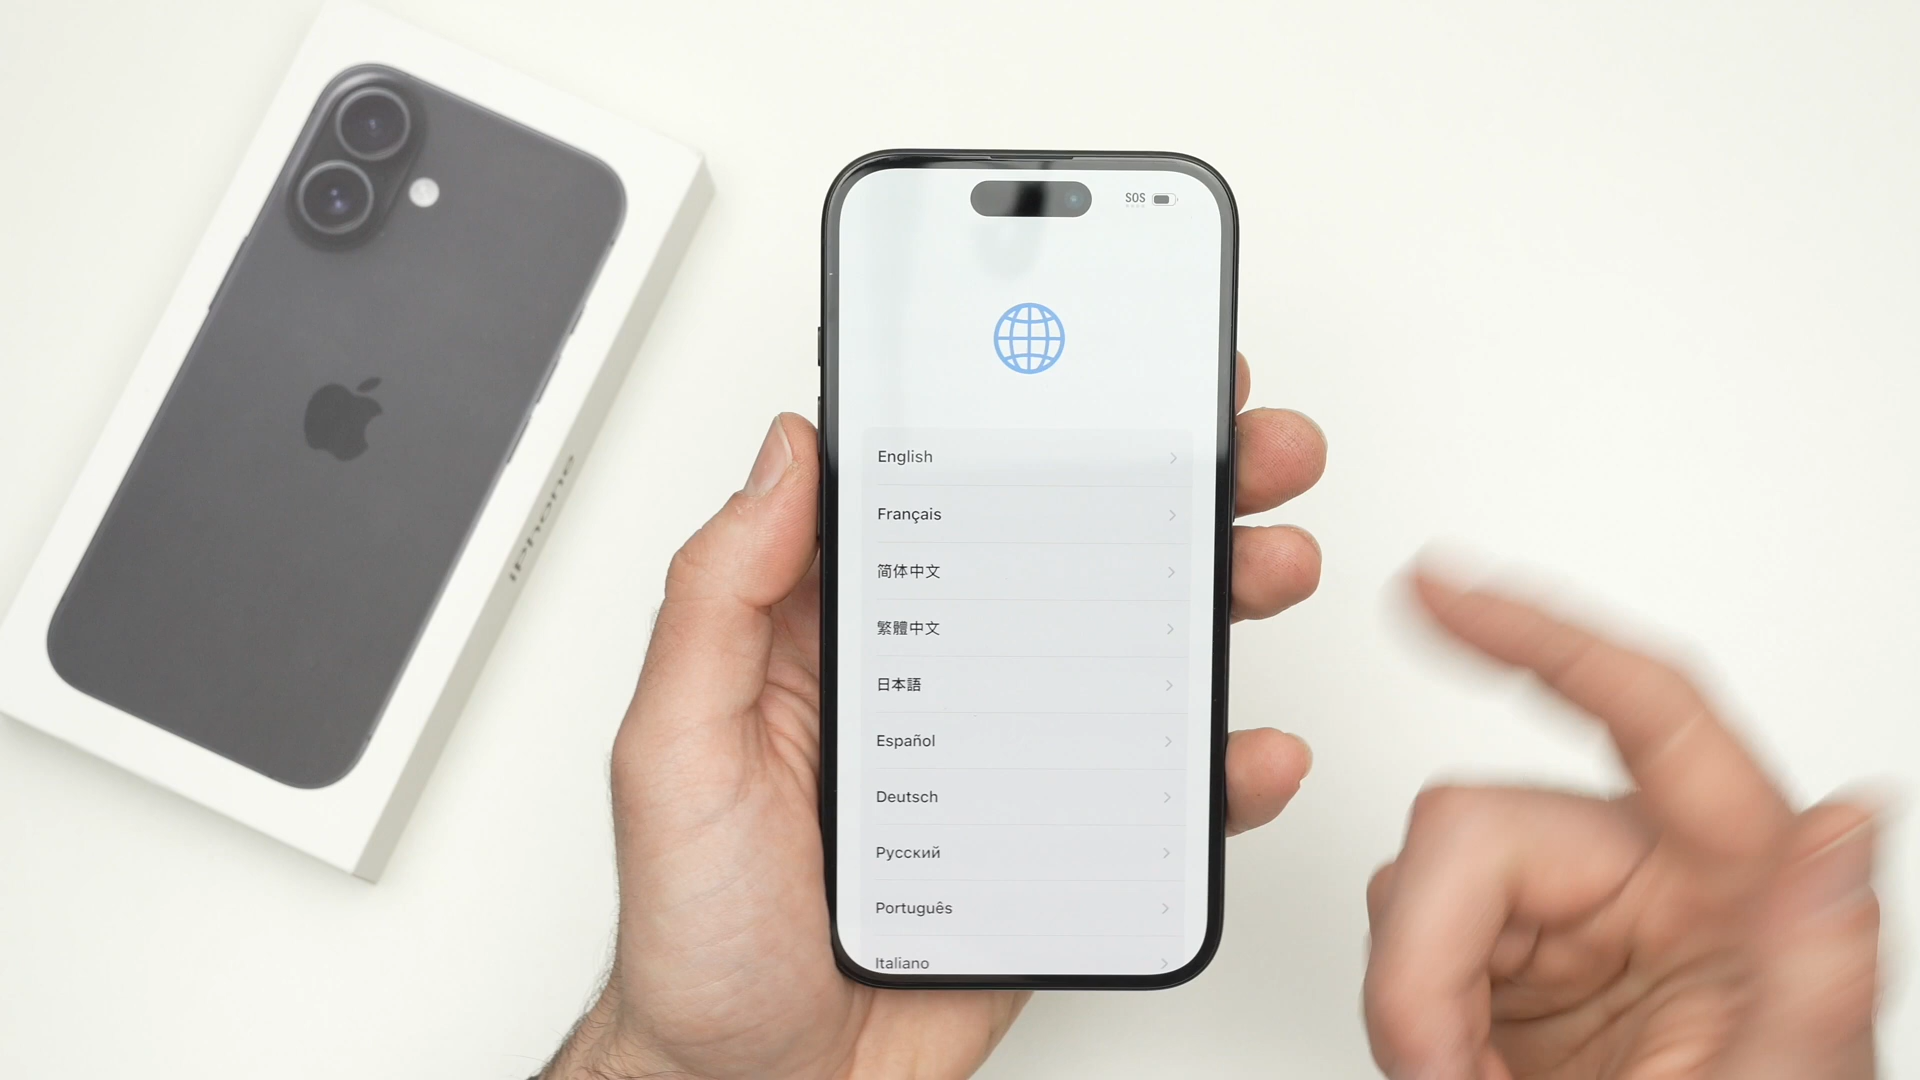 iPhone
SOS
English
Français
简体中文
繁體中文
日本語
Español
Deutsch
Русский
Português
Italiano